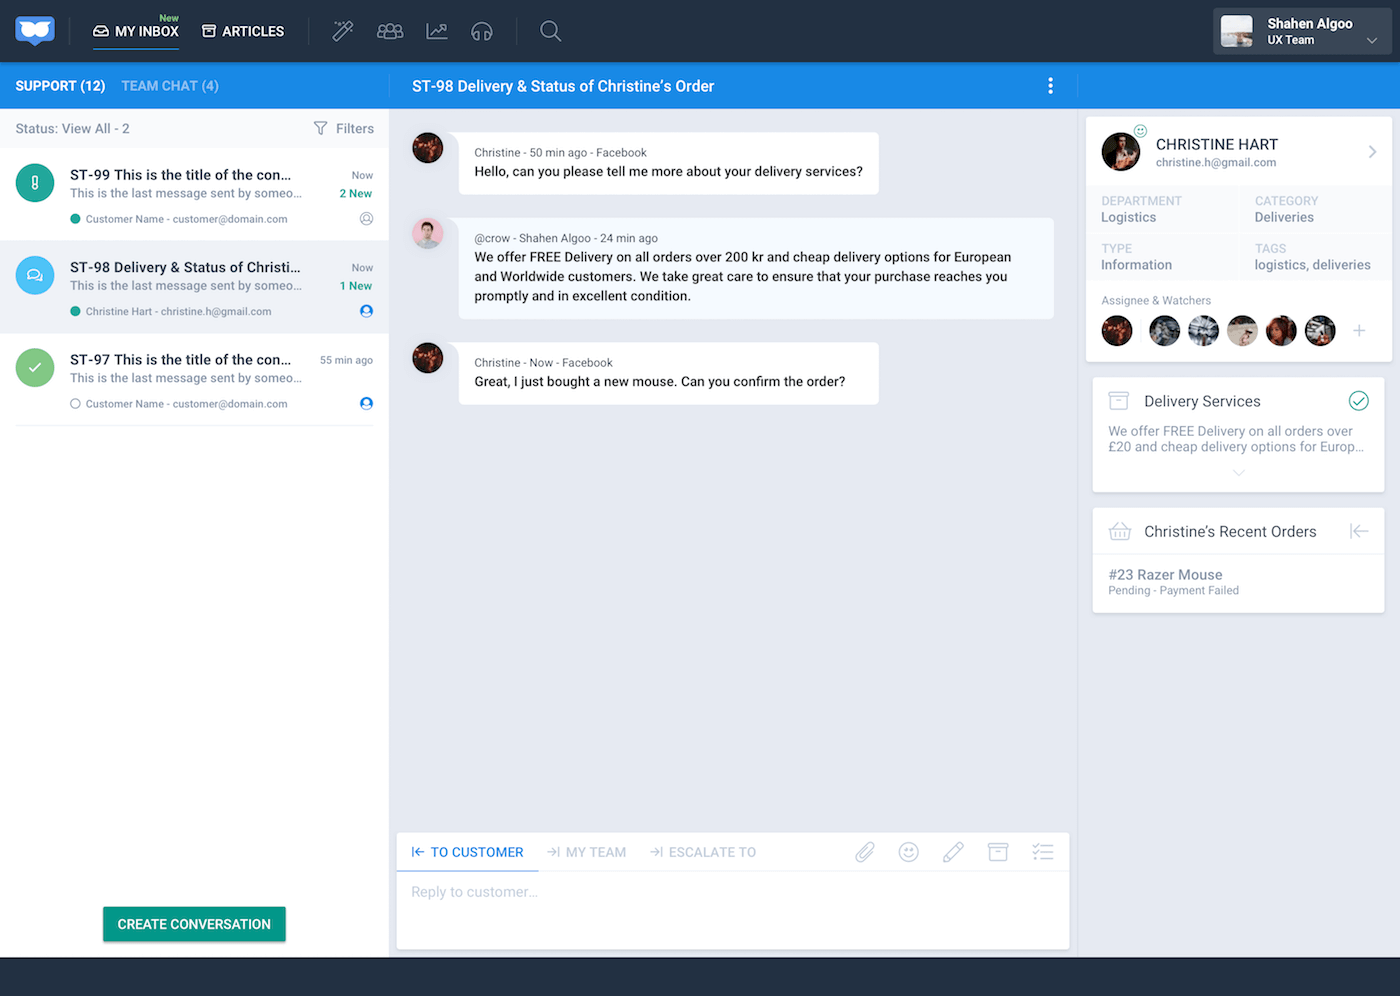 New
MY INBOX
ARTICLES
Shahen Algoo
UX Team
SUPPORT (12)
TEAM CHAT (4)
ST-98 Delivery & Status of Christine’s Order
Status: View All - 2
Filters
ST-99 This is the title of the con...
Now
This is the last message sent by someo...
2 New
Customer Name - customer@domain.com
ST-98 Delivery & Status of Christi...
Now
This is the last message sent by someo...
1 New
Christine Hart - christine.h@gmail.com
ST-97 This is the title of the con...
55 min ago
This is the last message sent by someo...
Customer Name - customer@domain.com
CREATE CONVERSATION
Christine - 50 min ago - Facebook
Hello, can you please tell me more about your delivery services?
@crow - Shahen Algoo - 24 min ago
We offer FREE Delivery on all orders over 200 kr and cheap delivery options for European
and Worldwide customers. We take great care to ensure that your purchase reaches you
promptly and in excellent condition.
Christine - Now - Facebook
Great, I just bought a new mouse. Can you confirm the order?
TO CUSTOMER
MY TEAM
ESCALATE TO
Reply to customer...
CHRISTINE HART
christine.h@gmail.com
DEPARTMENT
Logistics
CATEGORY
Deliveries
TYPE
Information
TAGS
logistics, deliveries
Assignee & Watchers
Delivery Services
We offer FREE Delivery on all orders over
£20 and cheap delivery options for Europ...
Christine’s Recent Orders
#23 Razer Mouse
Pending - Payment Failed